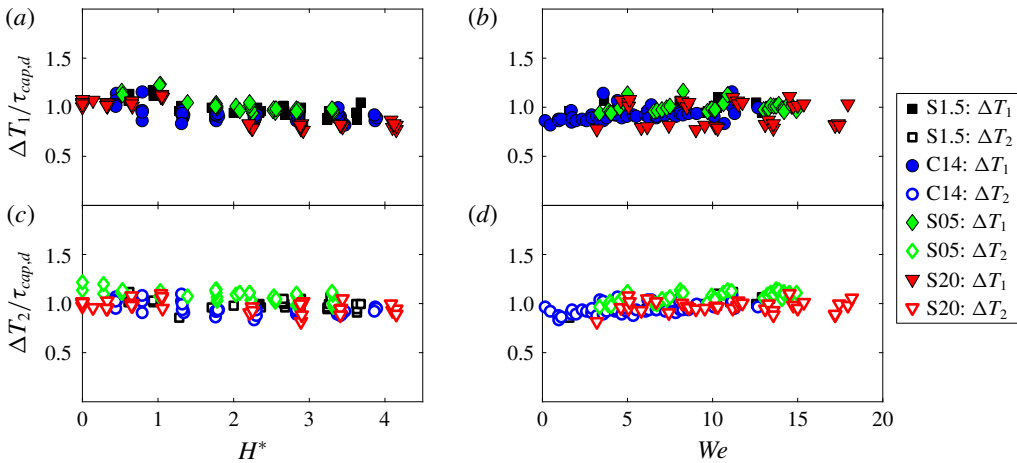 (a)
(b)
ΔT₁/τcap,d
1.5
1.0
0.5
1.5
1.0
0.5
(c)
(d)
ΔT₂/τcap,d
1.5
1.0
0.5
1.5
1.0
0.5
0 1 2 3 4
0 5 10 15 20
H*
We
S1.5: ΔT₁
S1.5: ΔT₂
C14: ΔT₁
C14: ΔT₂
S05: ΔT₁
S05: ΔT₂
S20: ΔT₁
S20: ΔT₂